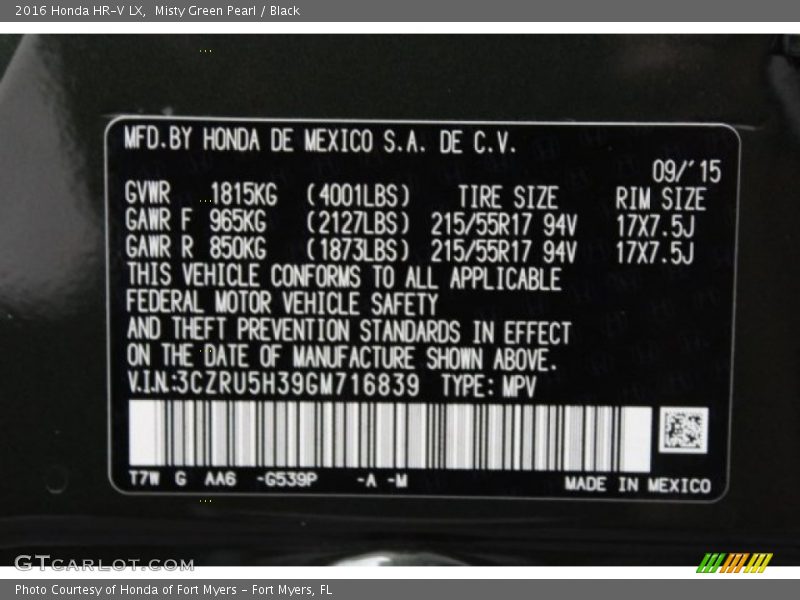 2016 Honda HR-V LX, Misty Green Pearl / Black
MFD.BY HONDA DE MEXICO S.A. DE C.V.
09/'15
GVWR 1815KG (4001LBS) TIRE SIZE RIM SIZE
GAWR F 965KG (2127LBS) 215/55R17 94V 17X7.5J
GAWR R 850KG (1873LBS) 215/55R17 94V 17X7.5J
THIS VEHICLE CONFORMS TO ALL APPLICABLE
FEDERAL MOTOR VEHICLE SAFETY
AND THEFT PREVENTION STANDARDS IN EFFECT
ON THE DATE OF MANUFACTURE SHOWN ABOVE.
V.I.N:3CZRU5H39GM716839 TYPE: MPV
T7W G AA6 -G539P -A -M MADE IN MEXICO
GTCARLOT.COM
Photo Courtesy of Honda of Fort Myers - Fort Myers, FL